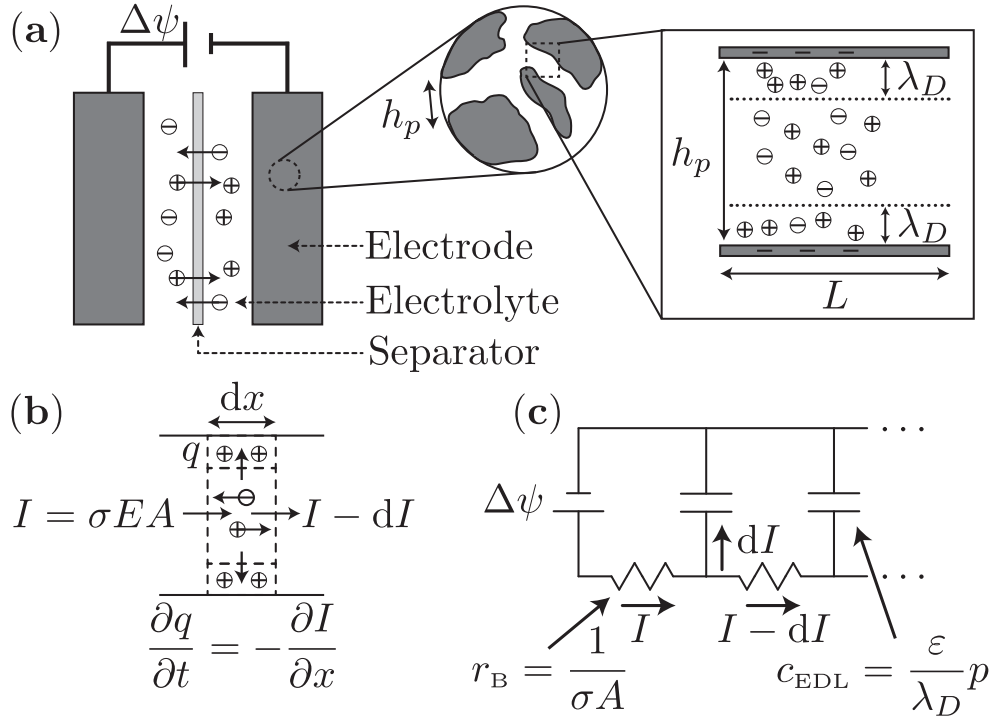 (a)
Δψ
h_p
h_p
λ_D
λ_D
L
Electrode
Electrolyte
Separator
(b)
dx
q
I = σEA
I − dI
∂q/∂t = −∂I/∂x
(c)
Δψ
· · ·
dI
· · ·
I
I − dI
r_B = 1/σA
c_EDL = ε/λ_D p